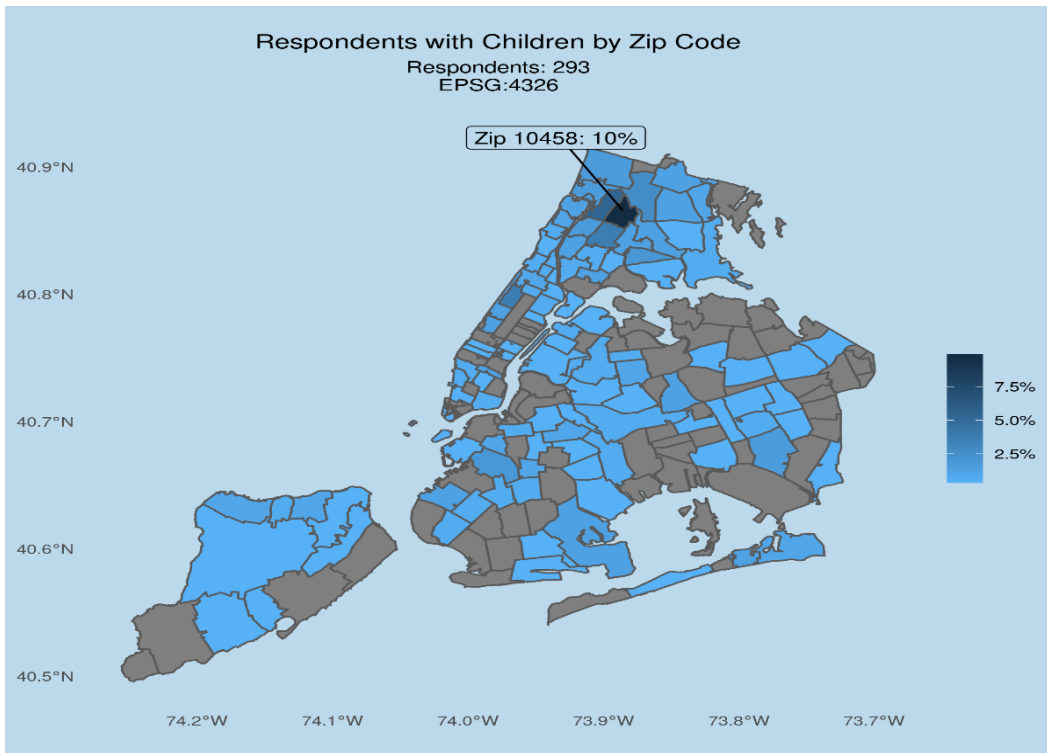 Respondents with Children by Zip Code
Respondents: 293
EPSG:4326
Zip 10458: 10%
40.9°N
40.8°N
40.7°N
40.6°N
40.5°N
7.5%
5.0%
2.5%
74.2°W 74.1°W 74.0°W 73.9°W 73.8°W 73.7°W